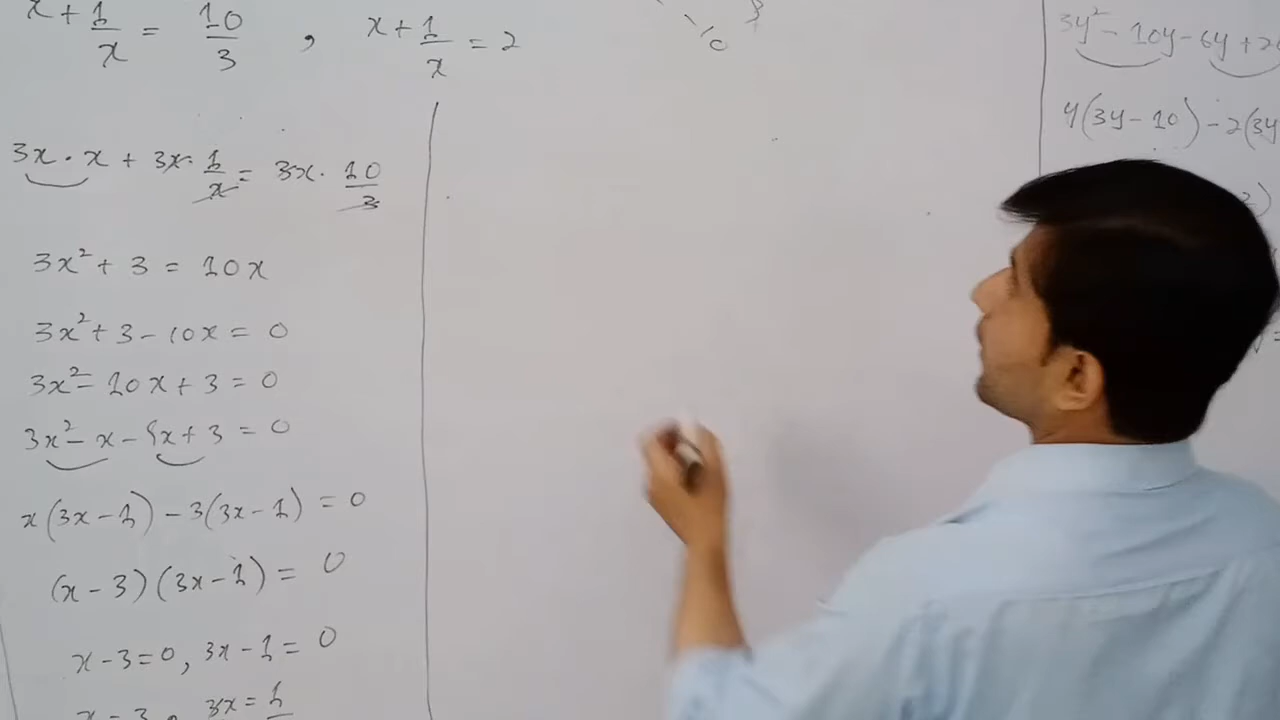 x + 1/x = 10/3 , x + 1/x = 2
3x · x + 3x · 1/x = 3x · 10/3
3x² + 3 = 10x
3x² + 3 - 10x = 0
3x² - 10x + 3 = 0
3x² - x - 9x + 3 = 0
x(3x - 1) - 3(3x - 1) = 0
(x - 3)(3x - 1) = 0
x - 3 = 0, 3x - 1 = 0
x = 3, 3x = 1
3y² - 10y - 6y + 20
y(3y - 10) - 2(3y